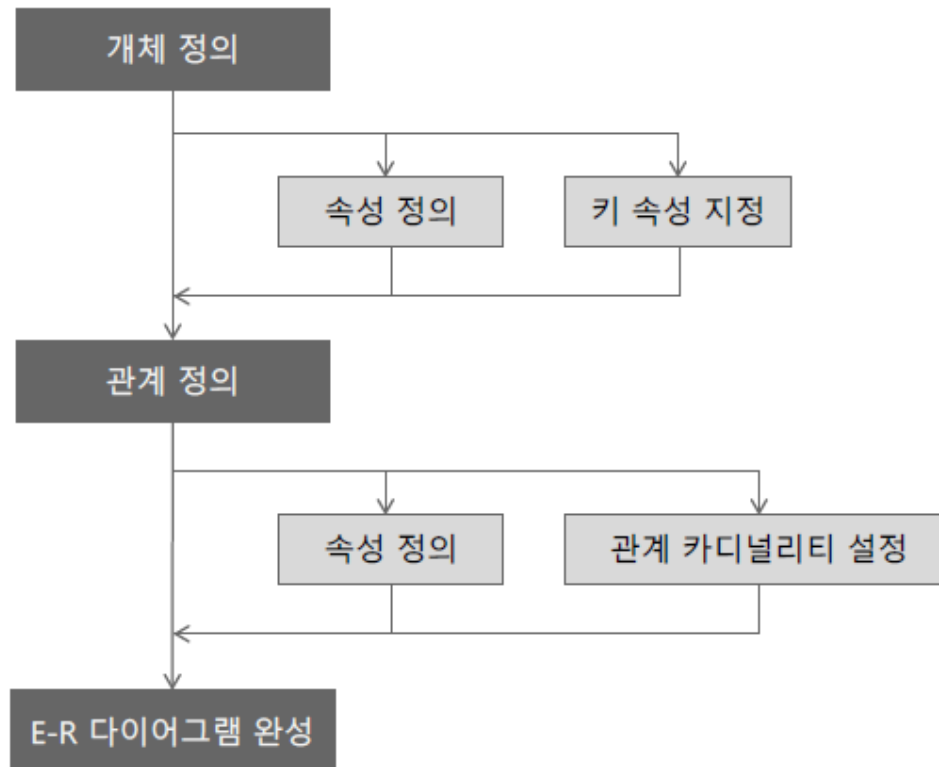 개체 정의
속성 정의
키 속성 지정
관계 정의
속성 정의
관계 카디널리티 설정
E-R 다이어그램 완성